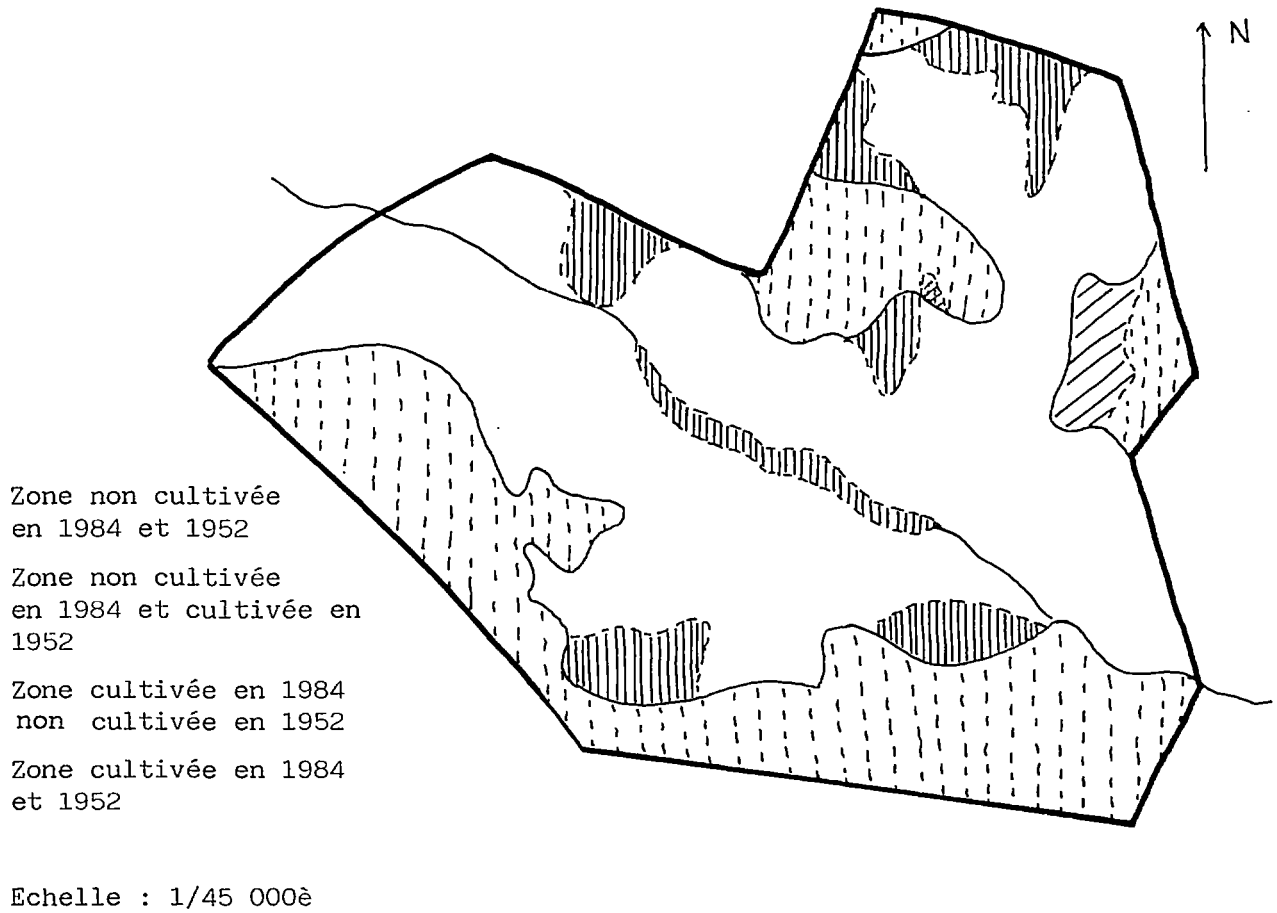 N
Zone non cultivée
en 1984 et 1952
Zone non cultivée
en 1984 et cultivée en
1952
Zone cultivée en 1984
non cultivée en 1952
Zone cultivée en 1984
et 1952
Echelle : 1/45 000è